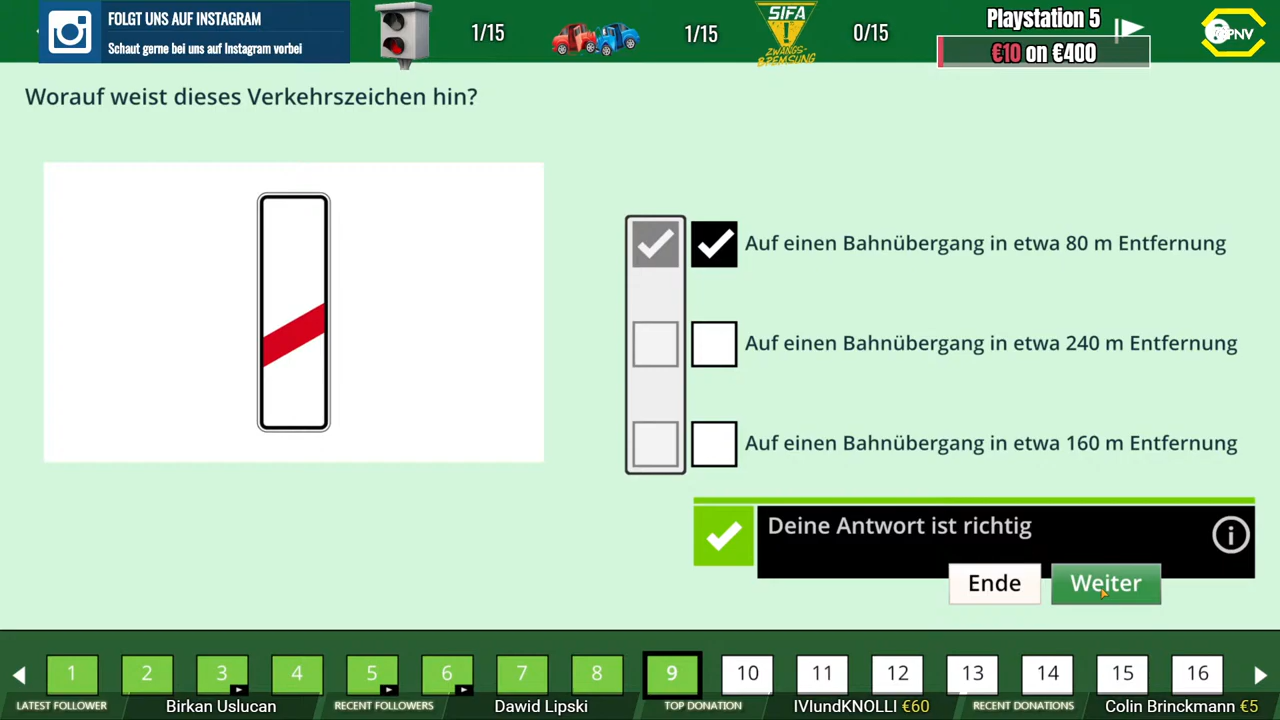 FOLGT UNS AUF INSTAGRAM
Schaut gerne bei uns auf Instagram vorbei
1/15
1/15
SIFA
ZWANGS-
BREMSUNG
0/15
Playstation 5
€10 on €400
ÖPNV
Worauf weist dieses Verkehrszeichen hin?
Auf einen Bahnübergang in etwa 80 m Entfernung
Auf einen Bahnübergang in etwa 240 m Entfernung
Auf einen Bahnübergang in etwa 160 m Entfernung
Deine Antwort ist richtig
Ende
Weiter
1 2 3 4 5 6 7 8 9 10 11 12 13 14 15 16
LATEST FOLLOWER Birkan Uslucan RECENT FOLLOWERS Dawid Lipski TOP DONATION IVlundKNOLLI €60 RECENT DONATIONS Colin Brinckmann €5